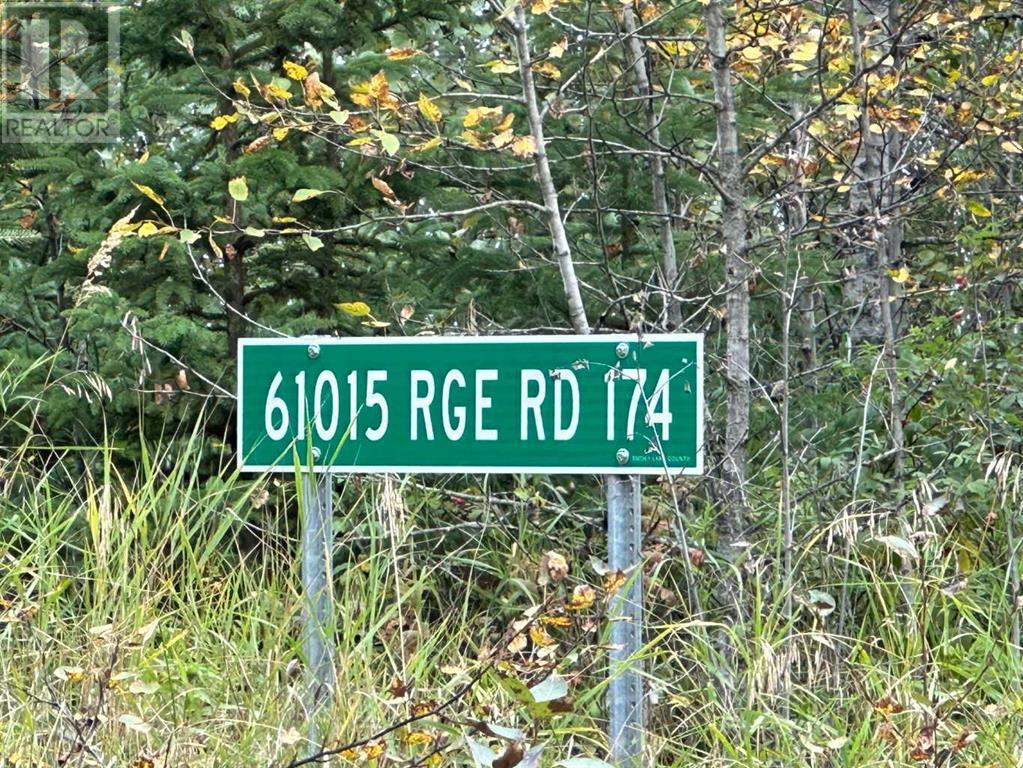 R
REALTOR
61015 RGE RD 174
SMOKY LAKE COUNTY